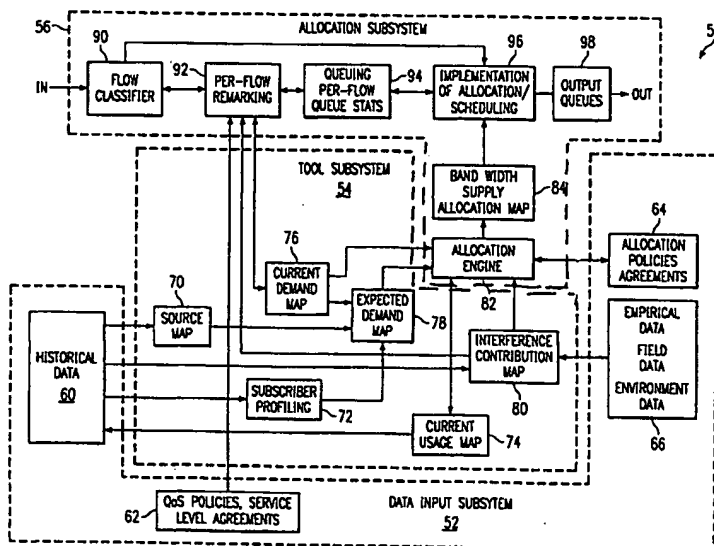 56
ALLOCATION SUBSYSTEM
90
92
94
96
98
IN
FLOW
CLASSIFIER
PER-FLOW
REMARKING
QUEUING
PER-FLOW
QUEUE STATS
IMPLEMENTATION
OF ALLOCATION/
SCHEDULING
OUTPUT
QUEUES
OUT
TOOL SUBSYSTEM
54
BAND WIDTH
SUPPLY
ALLOCATION MAP
84
76
CURRENT
DEMAND
MAP
ALLOCATION
ENGINE
82
64
ALLOCATION
POLICIES
AGREEMENTS
70
SOURCE
MAP
EXPECTED
DEMAND
MAP
78
HISTORICAL
DATA
60
INTERFERENCE
CONTRIBUTION
MAP
80
EMPIRICAL
DATA
FIELD
DATA
ENVIRONMENT
DATA
66
SUBSCRIBER
PROFILING
72
CURRENT
USAGE MAP
74
62
QoS POLICIES, SERVICE
LEVEL AGREEMENTS
DATA INPUT SUBSYTEM
52